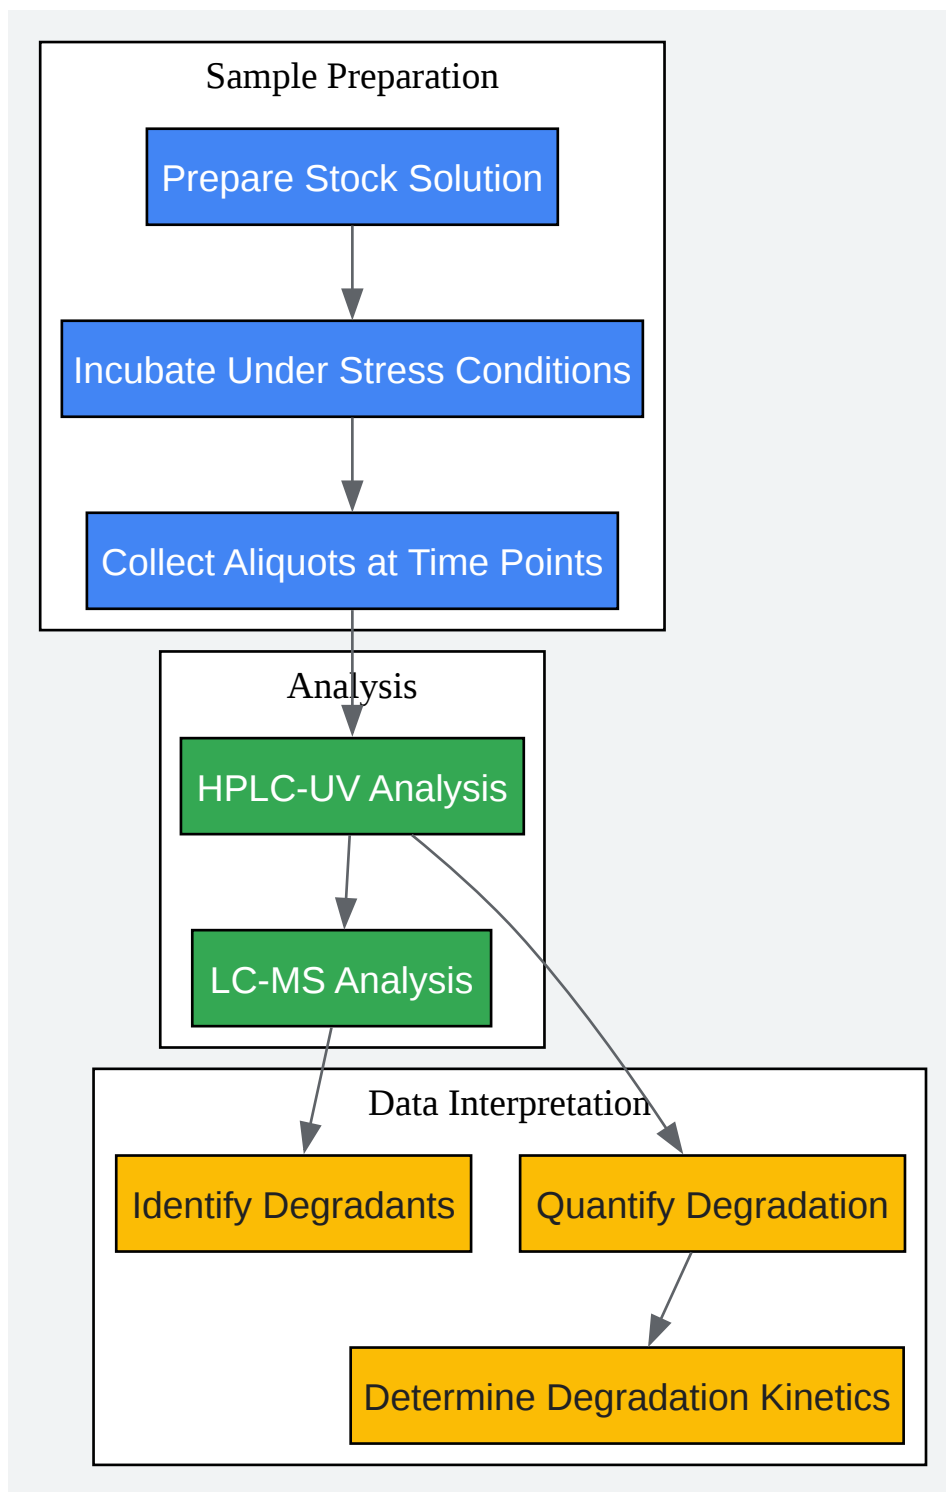 Sample Preparation
Prepare Stock Solution
Incubate Under Stress Conditions
Collect Aliquots at Time Points
Analysis
HPLC-UV Analysis
LC-MS Analysis
Data Interpretation
Identify Degradants
Quantify Degradation
Determine Degradation Kinetics